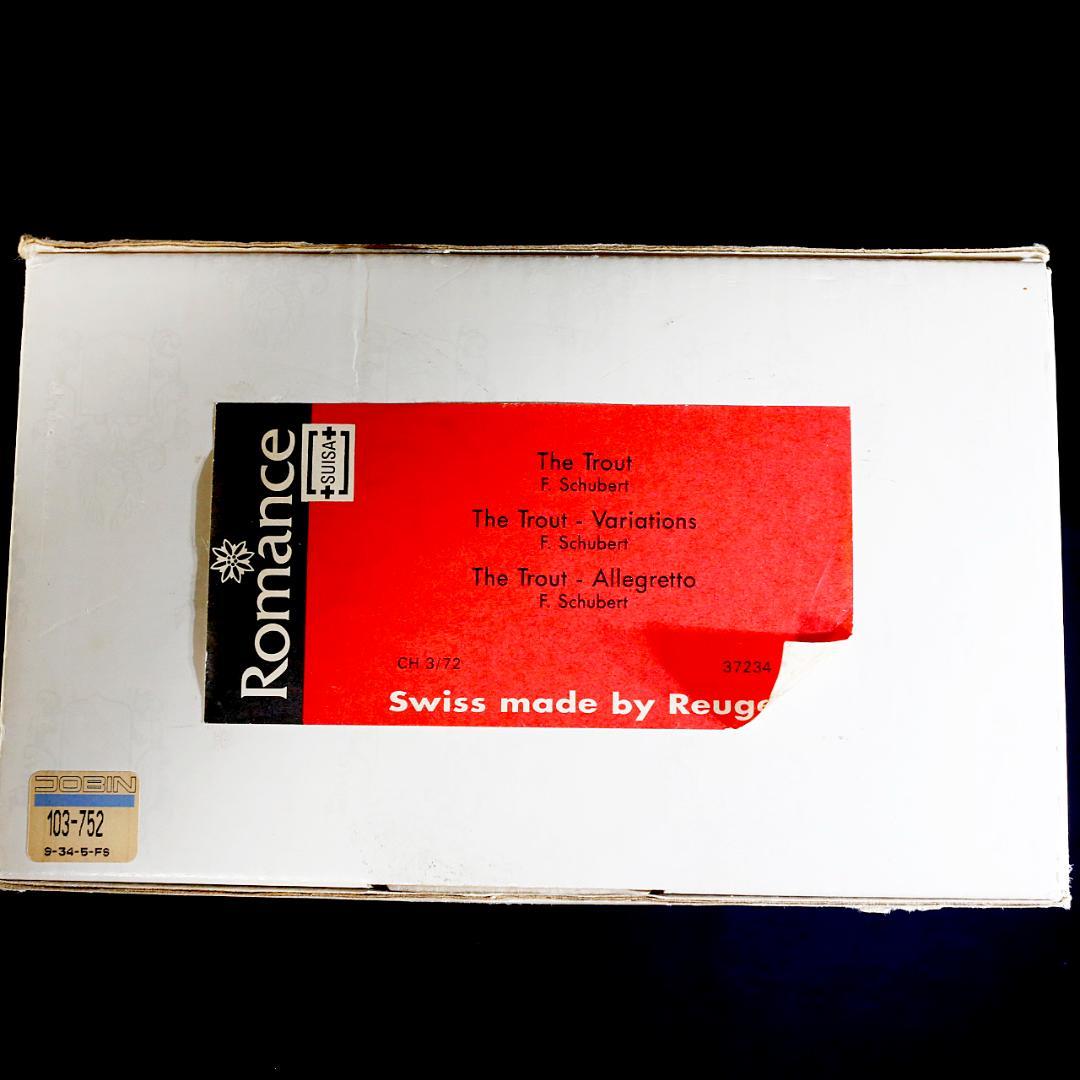 Romance
+SUISA+
The Trout
F. Schubert
The Trout - Variations
F. Schubert
The Trout - Allegretto
F. Schubert
CH 3/72
37234
Swiss made by Reuge
JOBIN
103-752
9-34-5-FS